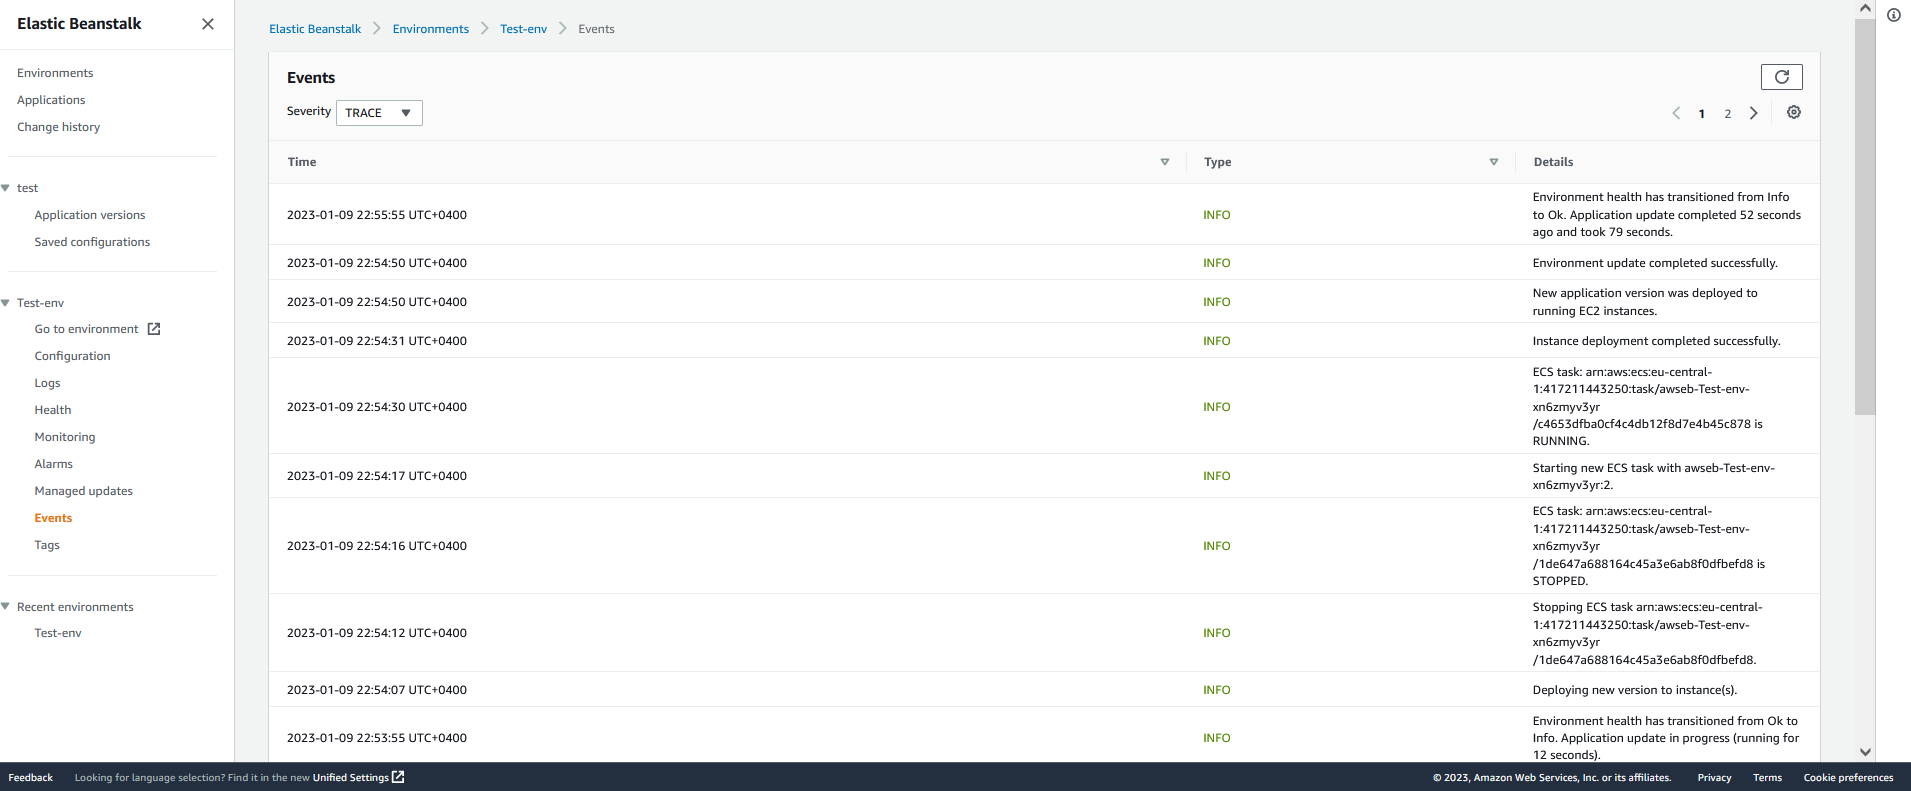 Elastic Beanstalk
Environments
Applications
Change history
test
Application versions
Saved configurations
Test-env
Go to environment
Configuration
Logs
Health
Monitoring
Alarms
Managed updates
Events
Tags
Recent environments
Test-env
Elastic Beanstalk Environments Test-env Events
Events
Severity TRACE
1 2
Time Type Details
2023-01-09 22:55:55 UTC+0400 INFO Environment health has transitioned from Info
to Ok. Application update completed 52 seconds
ago and took 79 seconds.
2023-01-09 22:54:50 UTC+0400 INFO Environment update completed successfully.
2023-01-09 22:54:50 UTC+0400 INFO New application version was deployed to
running EC2 instances.
2023-01-09 22:54:31 UTC+0400 INFO Instance deployment completed successfully.
2023-01-09 22:54:30 UTC+0400 INFO ECS task: arn:aws:ecs:eu-central-
1:417211443250:task/awseb-Test-env-
xn6zmyv3yr
/c4653dfba0cf4c4db12f8d7e4b45c878 is
RUNNING.
2023-01-09 22:54:17 UTC+0400 INFO Starting new ECS task with awseb-Test-env-
xn6zmyv3yr:2.
2023-01-09 22:54:16 UTC+0400 INFO ECS task: arn:aws:ecs:eu-central-
1:417211443250:task/awseb-Test-env-
xn6zmyv3yr
/1de647a688164c45a3e6ab8f0dfbefd8 is
STOPPED.
2023-01-09 22:54:12 UTC+0400 INFO Stopping ECS task arn:aws:ecs:eu-central-
1:417211443250:task/awseb-Test-env-
xn6zmyv3yr
/1de647a688164c45a3e6ab8f0dfbefd8.
2023-01-09 22:54:07 UTC+0400 INFO Deploying new version to instance(s).
2023-01-09 22:53:55 UTC+0400 INFO Environment health has transitioned from Ok to
Info. Application update in progress (running for
12 seconds).
Feedback Looking for language selection? Find it in the new Unified Settings © 2023, Amazon Web Services, Inc. or its affiliates. Privacy Terms Cookie preferences